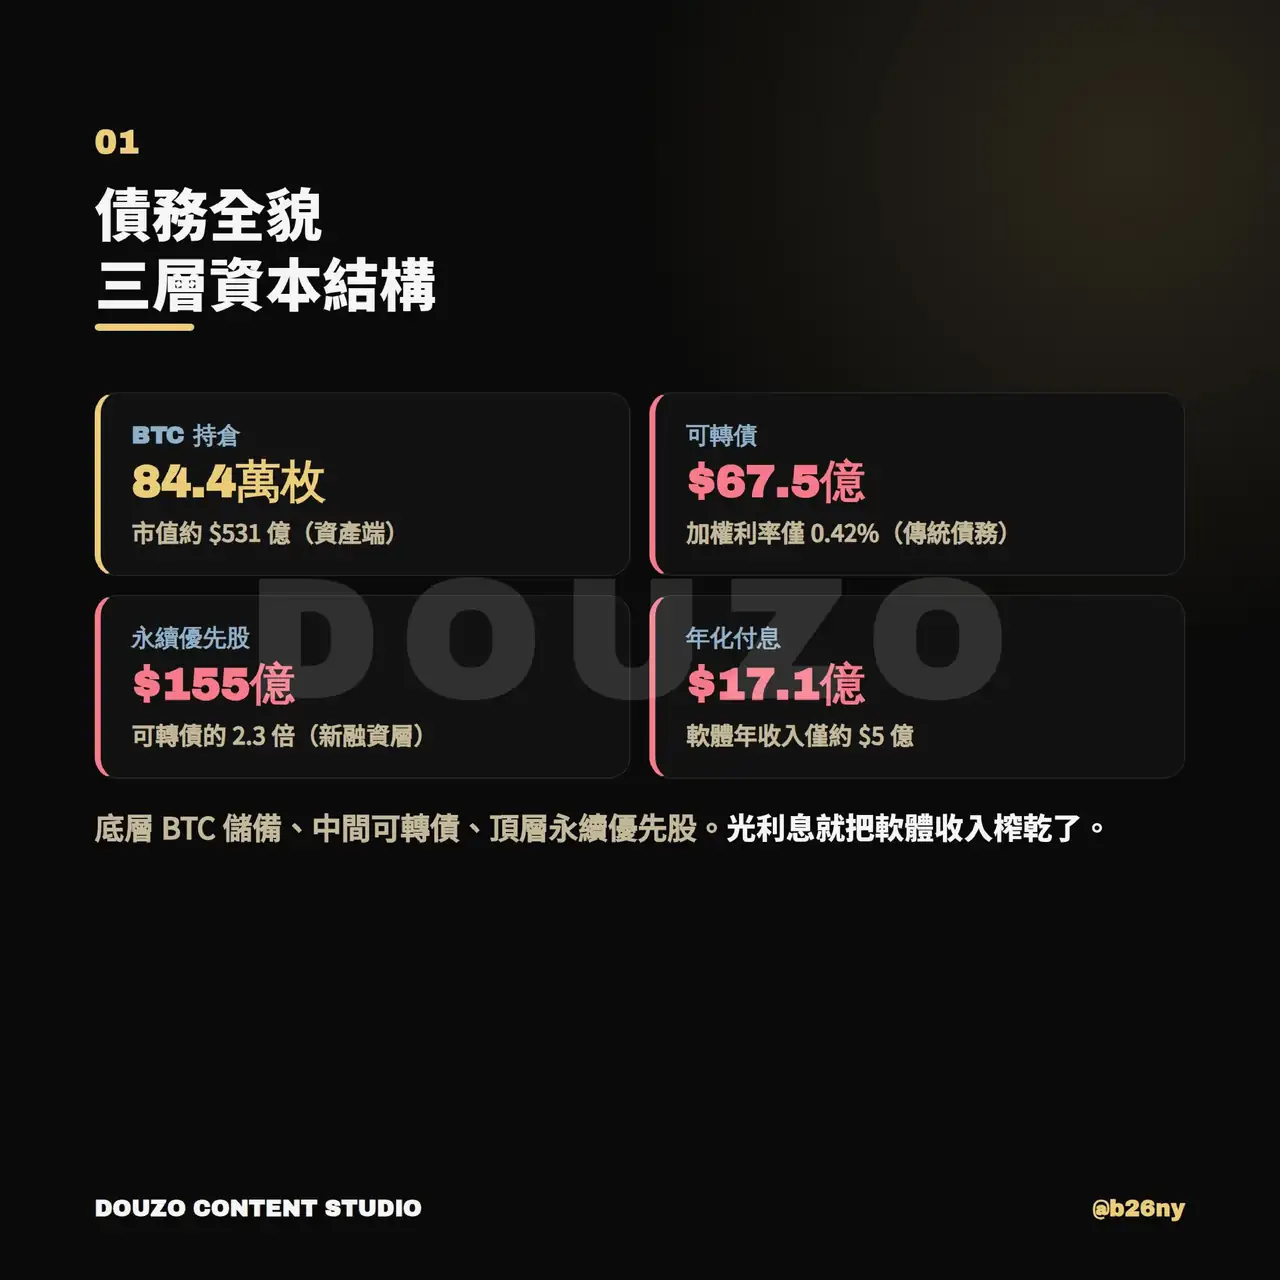 01
債務全貌
三層資本結構
BTC 持倉
84.4萬枚
市值約 $531 億（資產端）
可轉債
$67.5億
加權利率僅 0.42%（傳統債務）
永續優先股
$155億
可轉債的 2.3 倍（新融資層）
年化付息
$17.1億
軟體年收入僅約 $5 億
DOUZO
底層 BTC 儲備、中間可轉債、頂層永續優先股。光利息就把軟體收入榨乾了。
DOUZO CONTENT STUDIO
@b26ny